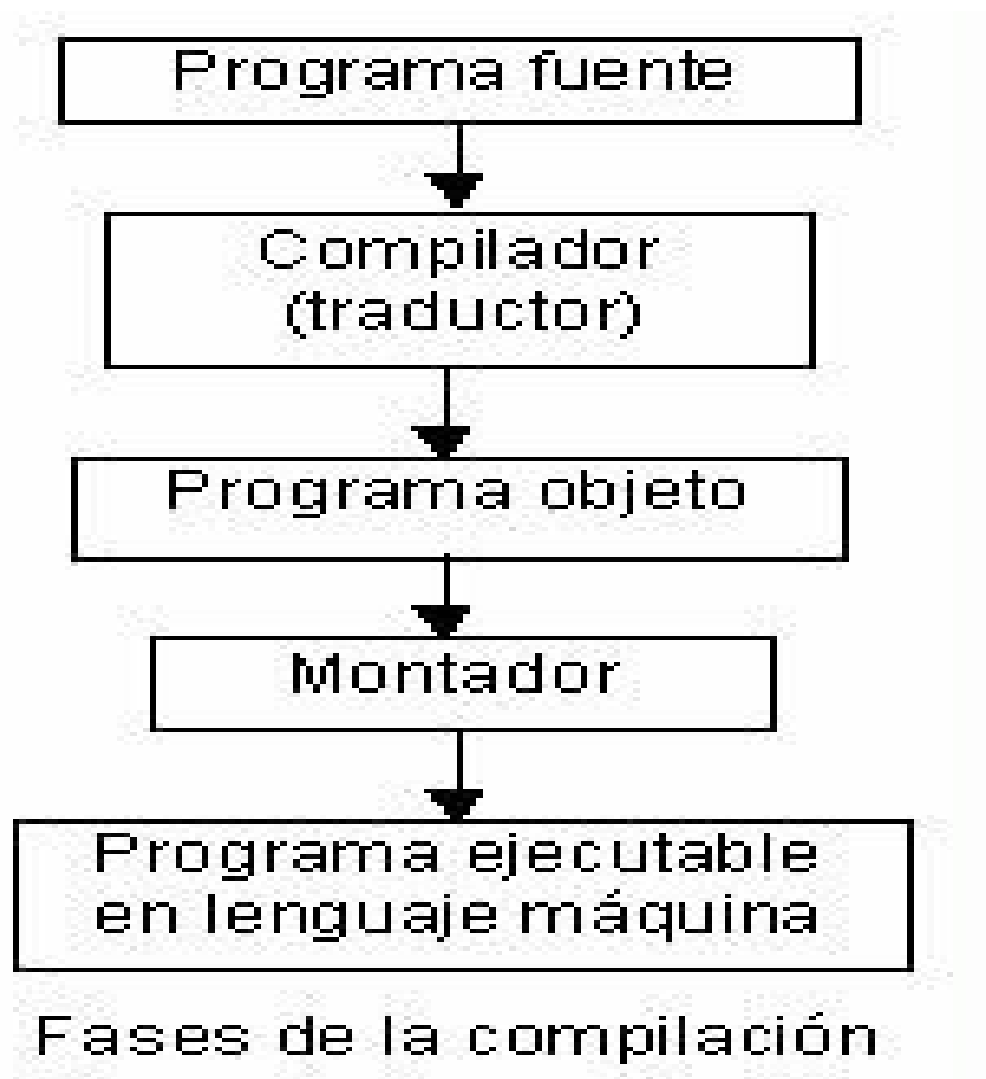 Programa fuente
Compilador
(traductor)
Programa objeto
Montador
Programa ejecutable
en lenguaje máquina
Fases de la compilación